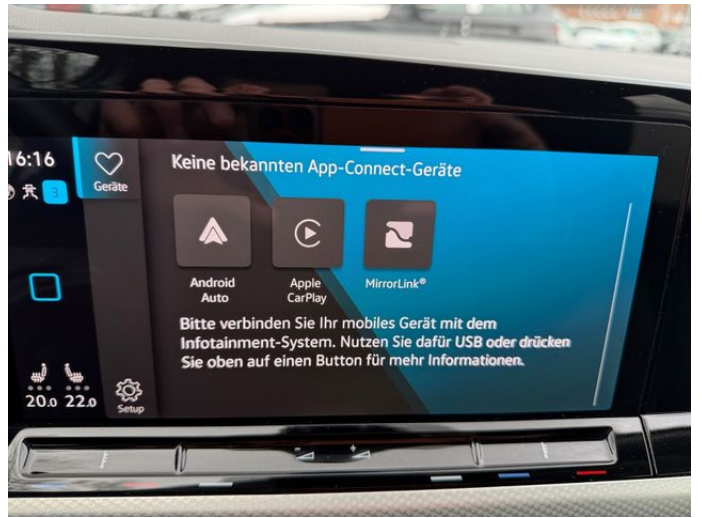 6:16
Geräte
Keine bekannten App-Connect-Geräte
3
Android
Auto
Apple
CarPlay
MirrorLink®
Bitte verbinden Sie Ihr mobiles Gerät mit dem
Infotainment-System. Nutzen Sie dafür USB oder drücken
Sie oben auf einen Button für mehr Informationen.
20.0 22.0
Setup